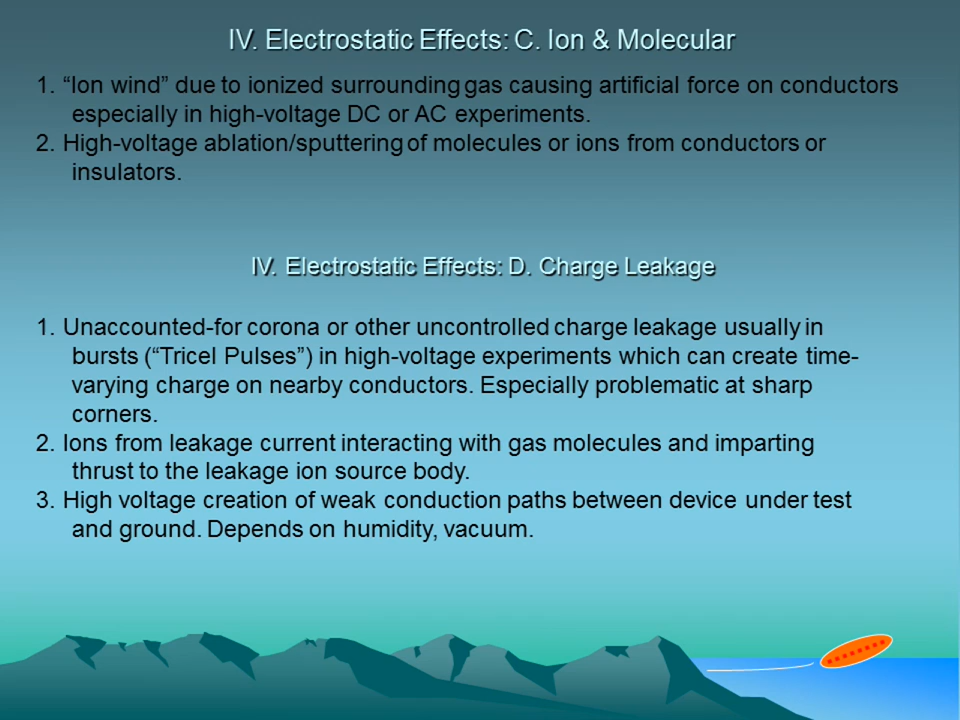 IV. Electrostatic Effects: C. Ion & Molecular
1. “Ion wind” due to ionized surrounding gas causing artificial force on conductors
especially in high-voltage DC or AC experiments.
2. High-voltage ablation/sputtering of molecules or ions from conductors or
insulators.
IV. Electrostatic Effects: D. Charge Leakage
1. Unaccounted-for corona or other uncontrolled charge leakage usually in
bursts (“Tricel Pulses”) in high-voltage experiments which can create time-
varying charge on nearby conductors. Especially problematic at sharp
corners.
2. Ions from leakage current interacting with gas molecules and imparting
thrust to the leakage ion source body.
3. High voltage creation of weak conduction paths between device under test
and ground. Depends on humidity, vacuum.